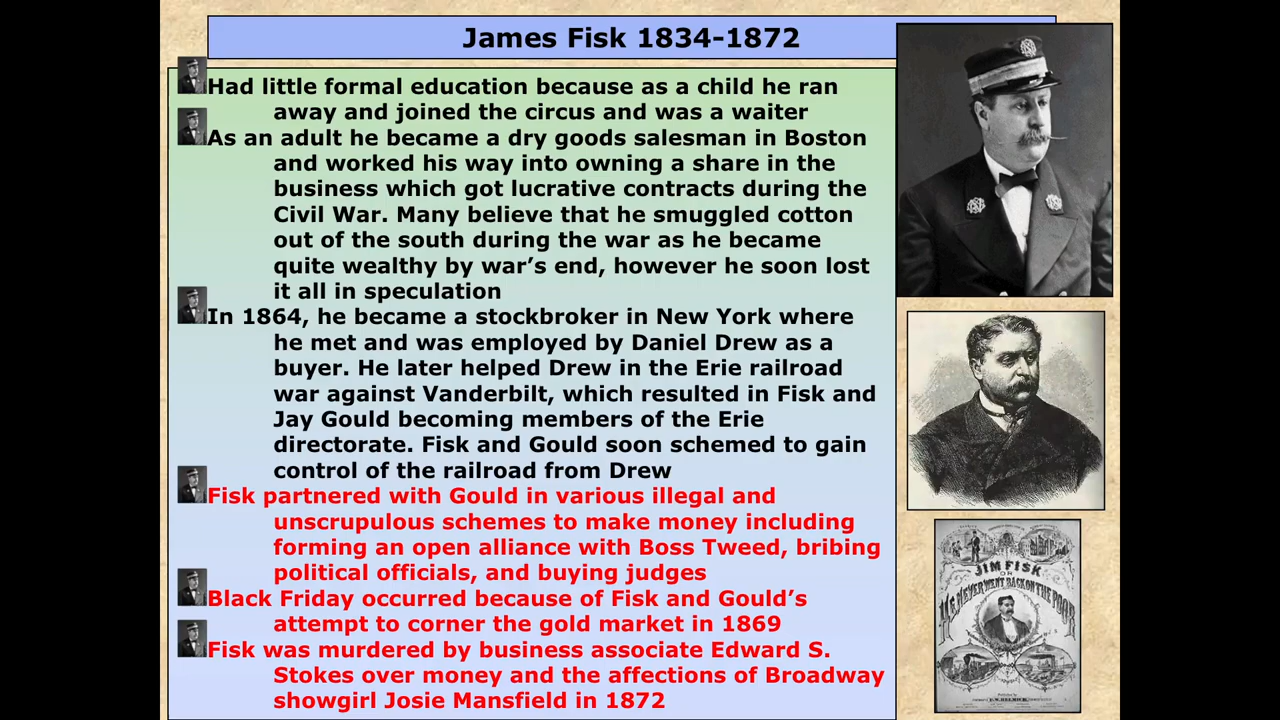 James Fisk 1834-1872
Had little formal education because as a child he ran
away and joined the circus and was a waiter
As an adult he became a dry goods salesman in Boston
and worked his way into owning a share in the
business which got lucrative contracts during the
Civil War. Many believe that he smuggled cotton
out of the south during the war as he became
quite wealthy by war’s end, however he soon lost
it all in speculation
In 1864, he became a stockbroker in New York where
he met and was employed by Daniel Drew as a
buyer. He later helped Drew in the Erie railroad
war against Vanderbilt, which resulted in Fisk and
Jay Gould becoming members of the Erie
directorate. Fisk and Gould soon schemed to gain
control of the railroad from Drew
Fisk partnered with Gould in various illegal and
unscrupulous schemes to make money including
forming an open alliance with Boss Tweed, bribing
political officials, and buying judges
Black Friday occurred because of Fisk and Gould’s
attempt to corner the gold market in 1869
Fisk was murdered by business associate Edward S.
Stokes over money and the affections of Broadway
showgirl Josie Mansfield in 1872
JIM FISK
OR
HE NEVER WENT BACK ON THE POOR